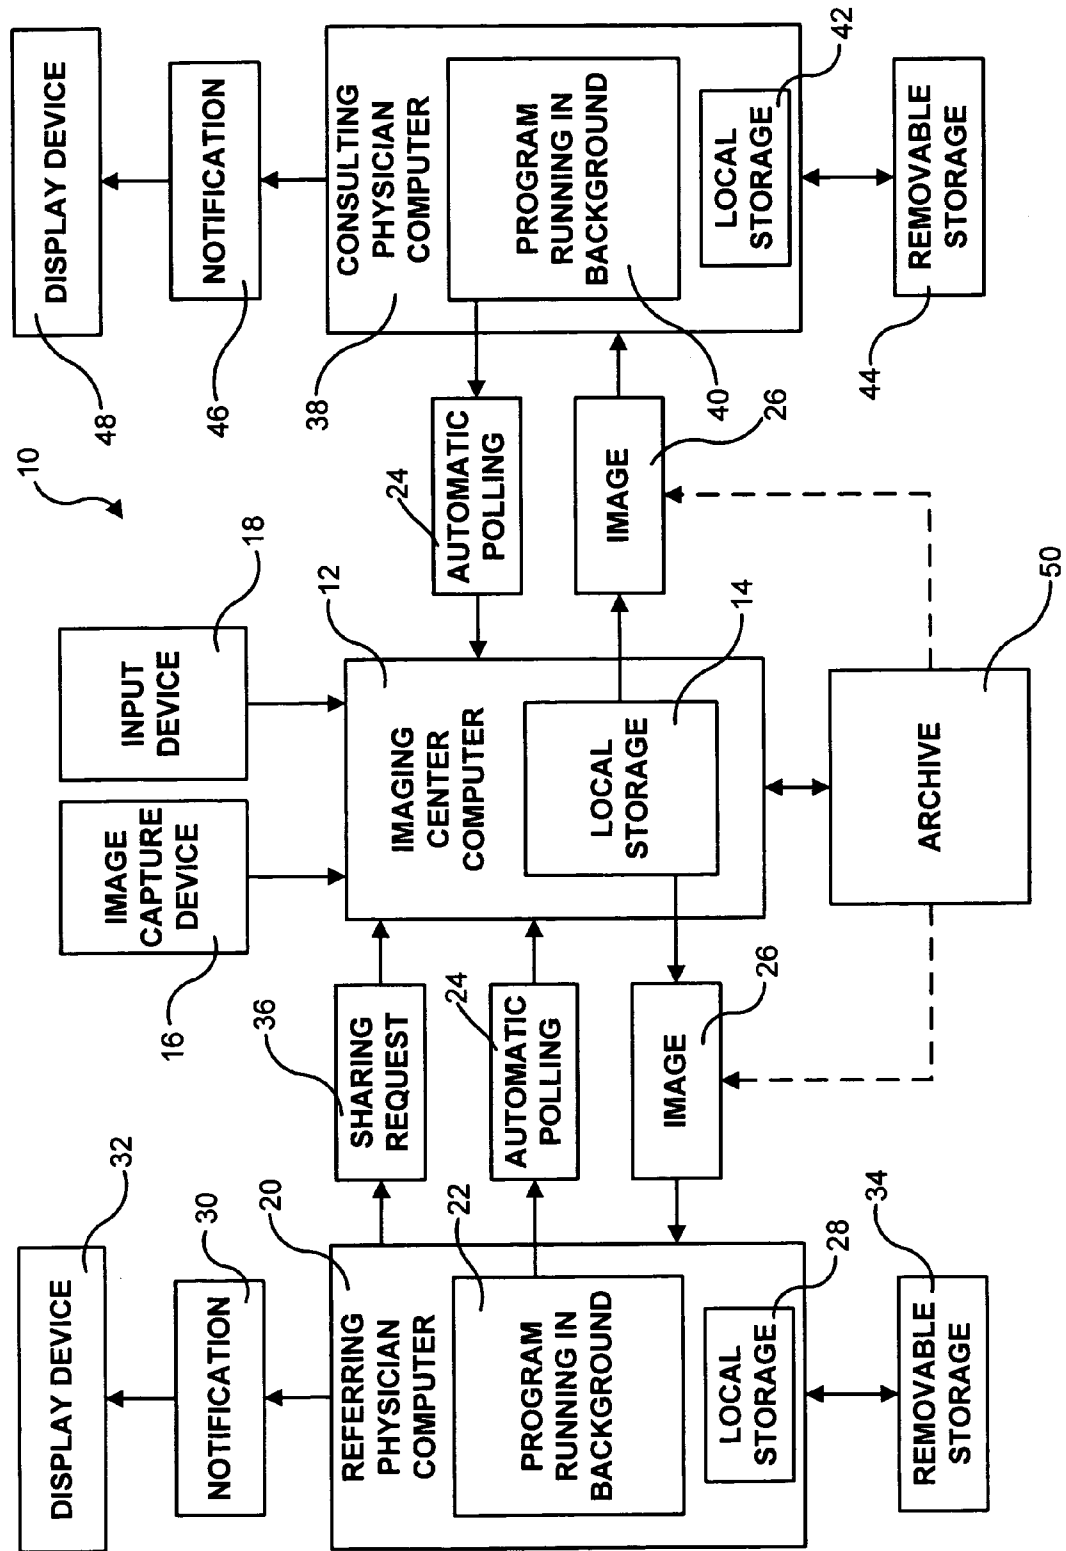 10
DISPLAY DEVICE
32
NOTIFICATION
30
REFERRING
PHYSICIAN
COMPUTER
20
PROGRAM
RUNNING IN
BACKGROUND
22
LOCAL
STORAGE
28
REMOVABLE
STORAGE
34
SHARING
REQUEST
36
AUTOMATIC
POLLING
24
IMAGE
26
IMAGE
CAPTURE
DEVICE
16
INPUT
DEVICE
18
IMAGING
CENTER
COMPUTER
12
LOCAL
STORAGE
14
ARCHIVE
50
AUTOMATIC
POLLING
24
IMAGE
26
DISPLAY DEVICE
48
NOTIFICATION
46
CONSULTING
PHYSICIAN
COMPUTER
38
PROGRAM
RUNNING IN
BACKGROUND
40
LOCAL
STORAGE
42
REMOVABLE
STORAGE
44